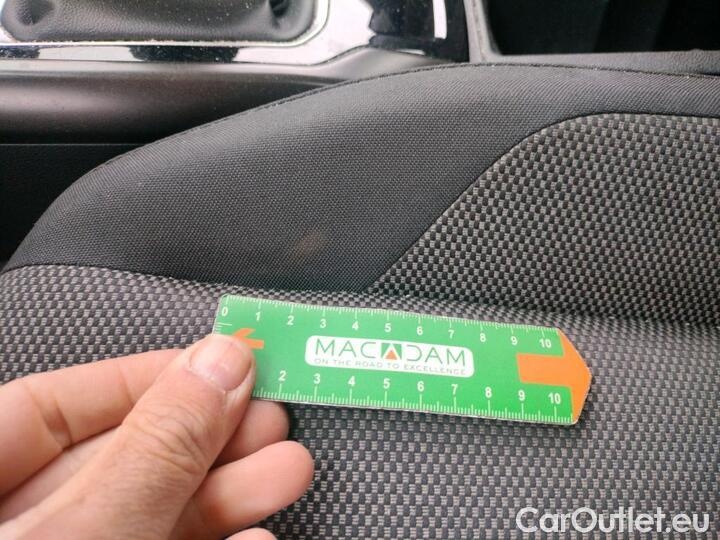 0 1 2 3 4 5 6 7 8 9 10
MACADAM
ON THE ROAD TO EXCELLENCE
2 3 4 5 6 7 8 9 10
CarOutlet.eu